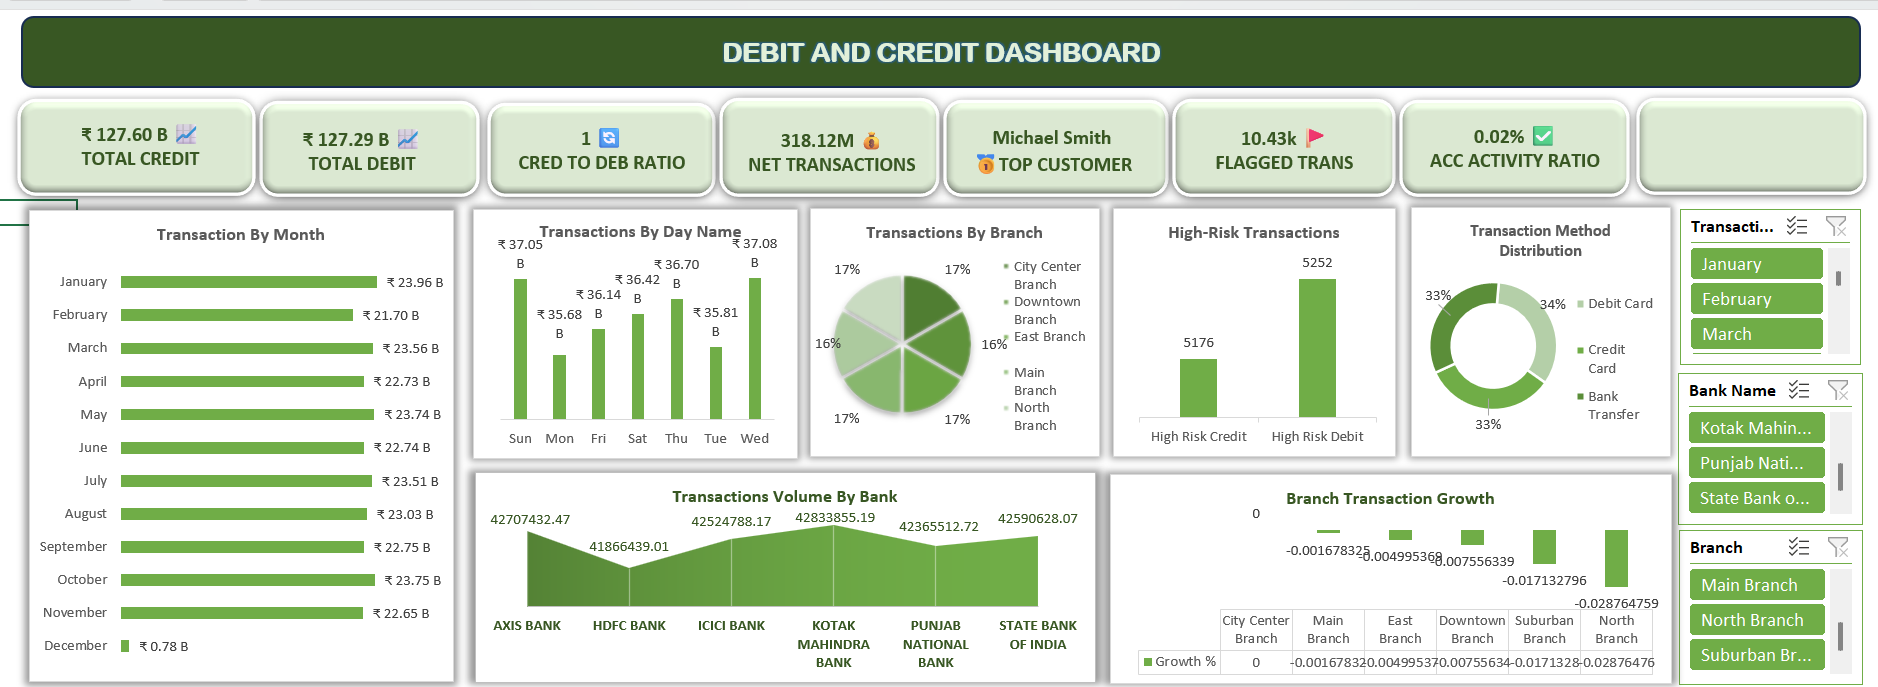 DEBIT AND CREDIT DASHBOARD
₹ 127.60 B
TOTAL CREDIT
₹ 127.29 B
TOTAL DEBIT
1
CRED TO DEB RATIO
318.12M
NET TRANSACTIONS
Michael Smith
TOP CUSTOMER
10.43k
FLAGGED TRANS
0.02%
ACC ACTIVITY RATIO
Transaction By Month
January ₹ 23.96 B
February ₹ 21.70 B
March ₹ 23.56 B
April ₹ 22.73 B
May ₹ 23.74 B
June ₹ 22.74 B
July ₹ 23.51 B
August ₹ 23.03 B
September ₹ 22.75 B
October ₹ 23.75 B
November ₹ 22.65 B
December ₹ 0.78 B
Transactions By Day Name
₹ 37.05
B
₹ 35.68
B
₹ 36.14
B
₹ 36.42
B
₹ 36.70
B
₹ 35.81
B
₹ 37.08
B
Sun Mon Fri Sat Thu Tue Wed
Transactions By Branch
17%
17%
16%
16%
17%
17%
City Center
Branch
Downtown
Branch
East Branch
Main
Branch
North
Branch
High-Risk Transactions
5176
5252
High Risk Credit High Risk Debit
Transaction Method
Distribution
33%
34%
33%
Debit Card
Credit
Card
Bank
Transfer
Transacti...
January
February
March
Bank Name
Kotak Mahin...
Punjab Nati...
State Bank o...
Branch
Main Branch
North Branch
Suburban Br...
Transactions Volume By Bank
42707432.47
41866439.01
42524788.17
42833855.19
42365512.72
42590628.07
AXIS BANK
HDFC BANK
ICICI BANK
KOTAK
MAHINDRA
BANK
PUNJAB
NATIONAL
BANK
STATE BANK
OF INDIA
Branch Transaction Growth
0
-0.001678325
-0.004995369
-0.007556339
-0.017132796
-0.028764759
City Center
Branch
Main
Branch
East
Branch
Downtown
Branch
Suburban
Branch
North
Branch
Growth % 0 -0.00167832 -0.00499537 -0.00755634 -0.0171328 -0.02876476